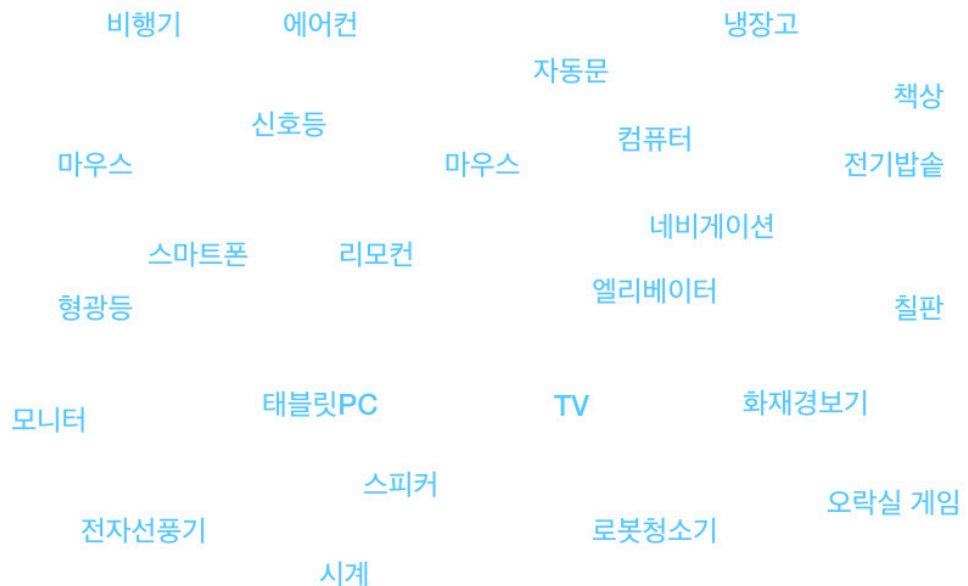 비행기 에어컨 냉장고
자동문
책상
신호등
컴퓨터
마우스 마우스 전기밥솥
네비게이션
스마트폰 리모컨
엘리베이터
형광등 칠판
태블릿PC TV 화재경보기
모니터
스피커
오락실 게임
전자선풍기 로봇청소기
시계